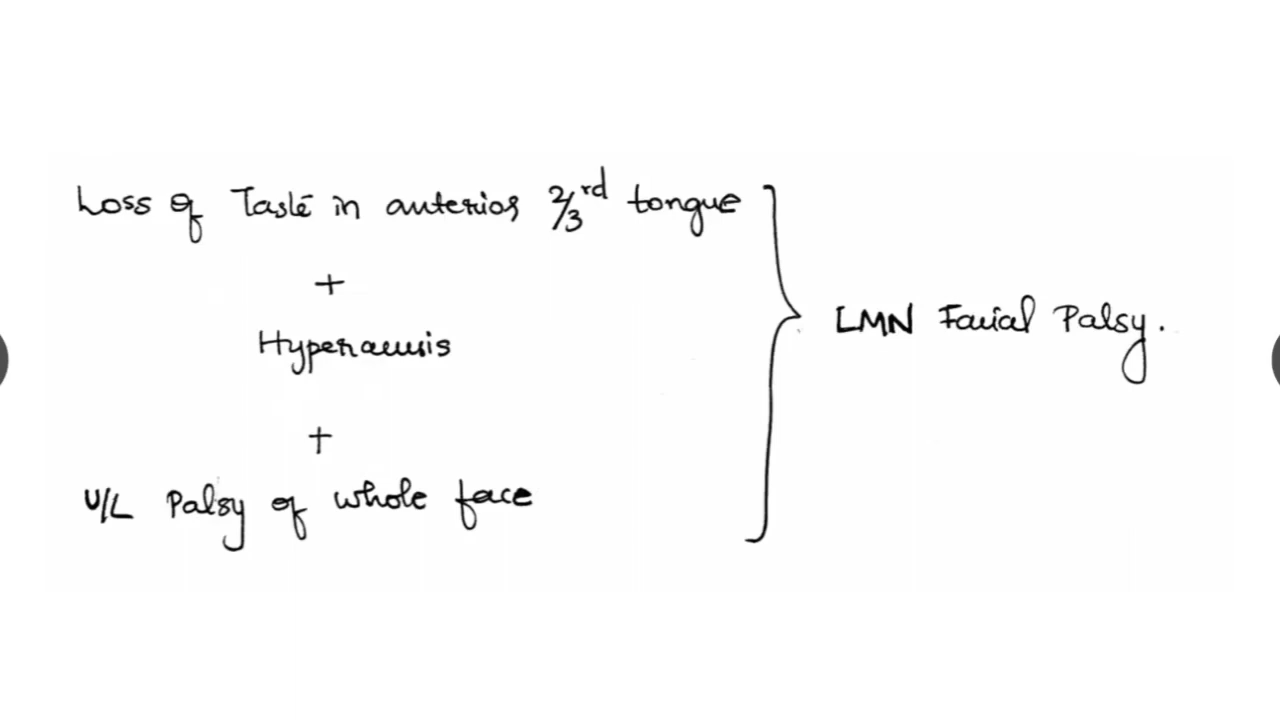 Loss of Taste in anterior 2/3rd tongue
+
Hyperacusis
+
U/L Palsy of whole face
LMN Facial Palsy.